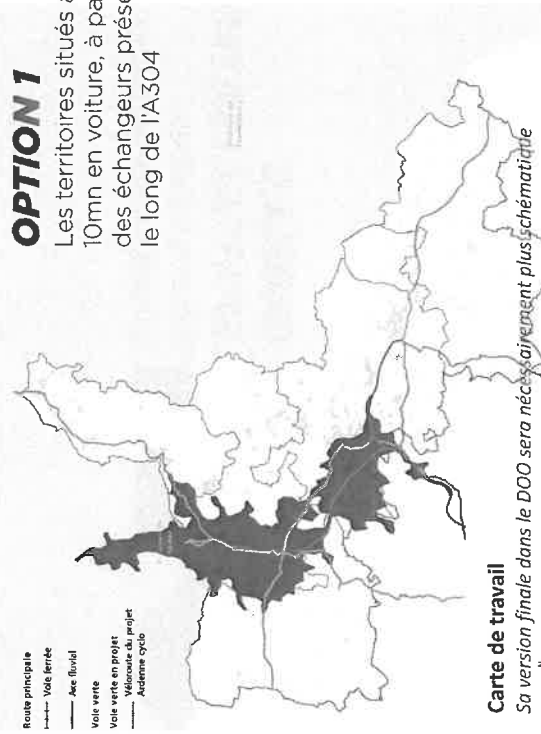 OPTION 1
Les territoires situés
10mn en voiture, à
des échangeurs
le long de l'A304
Route principale
Voie ferrée
Axe fluvial
Voie verte
Voie verte en projet
Véloroute du projet
Ardenne cyclo
Carte de travail
Sa version finale dans le DOO sera nécessairement plus schématique